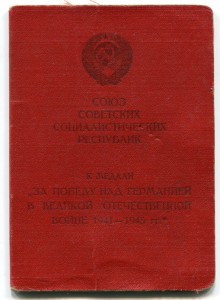 СОЮЗ
СОВЕТСКИХ
СОЦИАЛИСТИЧЕСКИХ
РЕСПУБЛИК
К МЕДАЛИ
„ЗА ПОБЕДУ НАД ГЕРМАНИЕЙ
В ВЕЛИКОЙ ОТЕЧЕСТВЕННОЙ
ВОЙНЕ 1941—1945 гг."